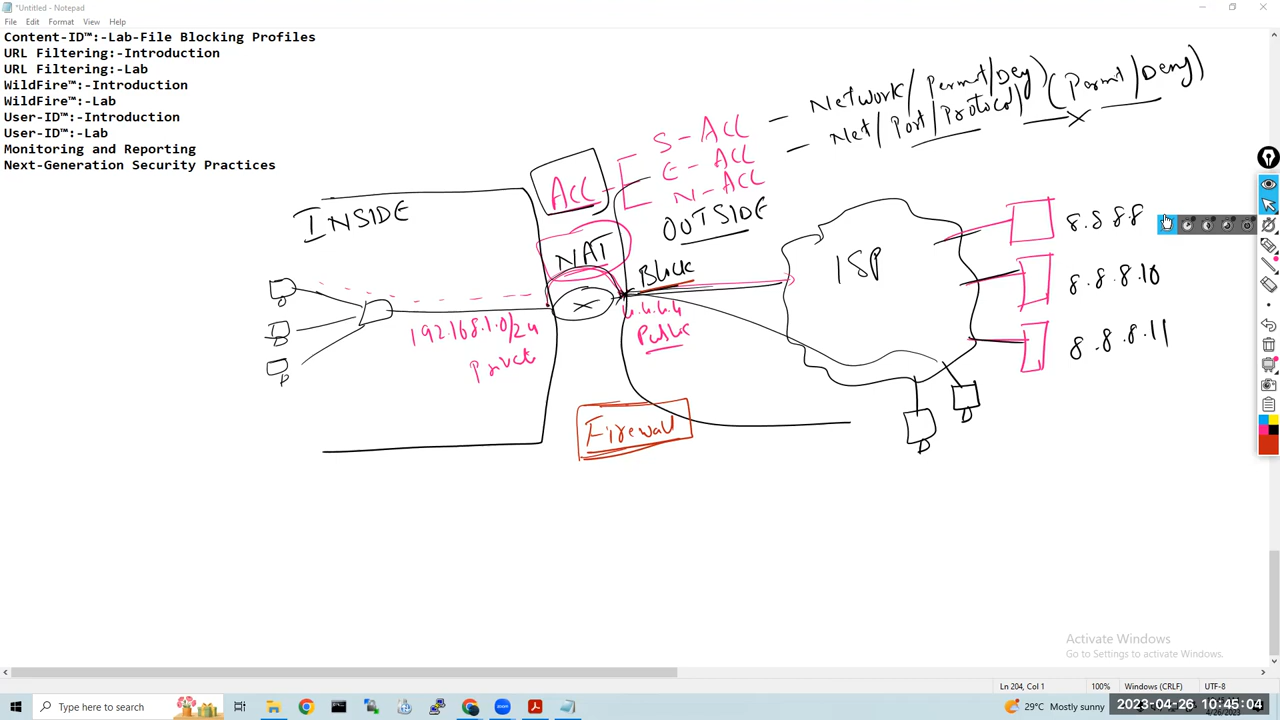 *Untitled - Notepad
File Edit Format View Help
Content-ID™:-Lab-File Blocking Profiles
URL Filtering:-Introduction
URL Filtering:-Lab
WildFire™:-Introduction
WildFire™:-Lab
User-ID™:-Introduction
User-ID™:-Lab
Monitoring and Reporting
Next-Generation Security Practices
Network/Permit/Deny)
Net/Port/Protocol) (Permit/Deny)
ACL
S-ACL
E-ACL
N-ACL
INSIDE
OUTSIDE
NAT
Block
ISP
8.8.8.8
8.8.8.10
8.8.8.11
192.168.1.0/24
Private
4.4.4.4
Public
Firewall
Activate Windows
Go to Settings to activate Windows.
Ln 204, Col 1 100% Windows (CRLF) UTF-8
Type here to search
29°C Mostly sunny
2023-04-26 10:45:04